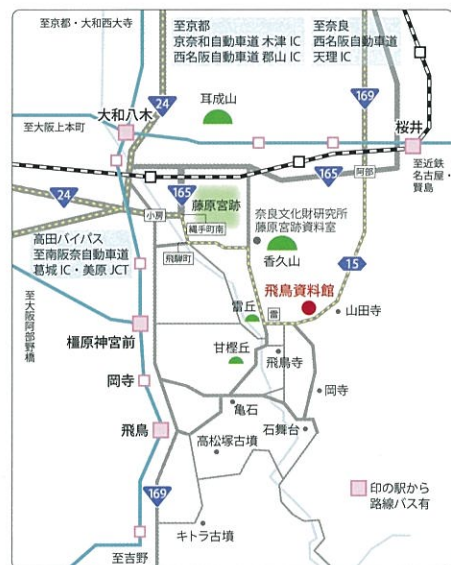 至京都・大和西大寺
至京都
京奈和自動車道 木津 IC
西名阪自動車道 郡山 IC
至奈良
西名阪自動車道
天理 IC
24
耳成山
169
大和八木
至大阪上本町
桜井
至近鉄
名古屋・
賢島
24
165
165
阿部
藤原宮跡
小房
縄手町南
飛騨町
奈良文化財研究所
藤原宮跡資料室
香久山
15
高田バイパス
至南阪奈自動車道
葛城 IC・美原 JCT
至大阪阿部野橋
飛鳥資料館
山田寺
雷丘
雷
橿原神宮前
甘樫丘
飛鳥寺
岡寺
岡寺
亀石
飛鳥
石舞台
高松塚古墳
169
キトラ古墳
至吉野
印の駅から
路線バス有